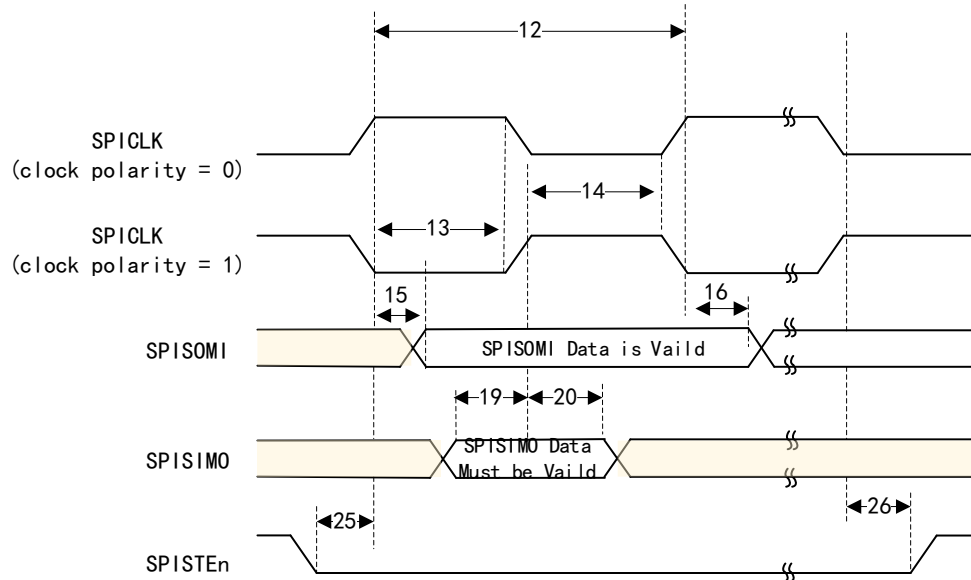 12
SPICLK
(clock polarity = 0)
14
13
SPICLK
(clock polarity = 1)
15
16
SPISOMI
SPISOMI Data is Vaild
19
20
SPISIMO
SPISIMO Data
Must be Vaild
25
26
SPISTEn